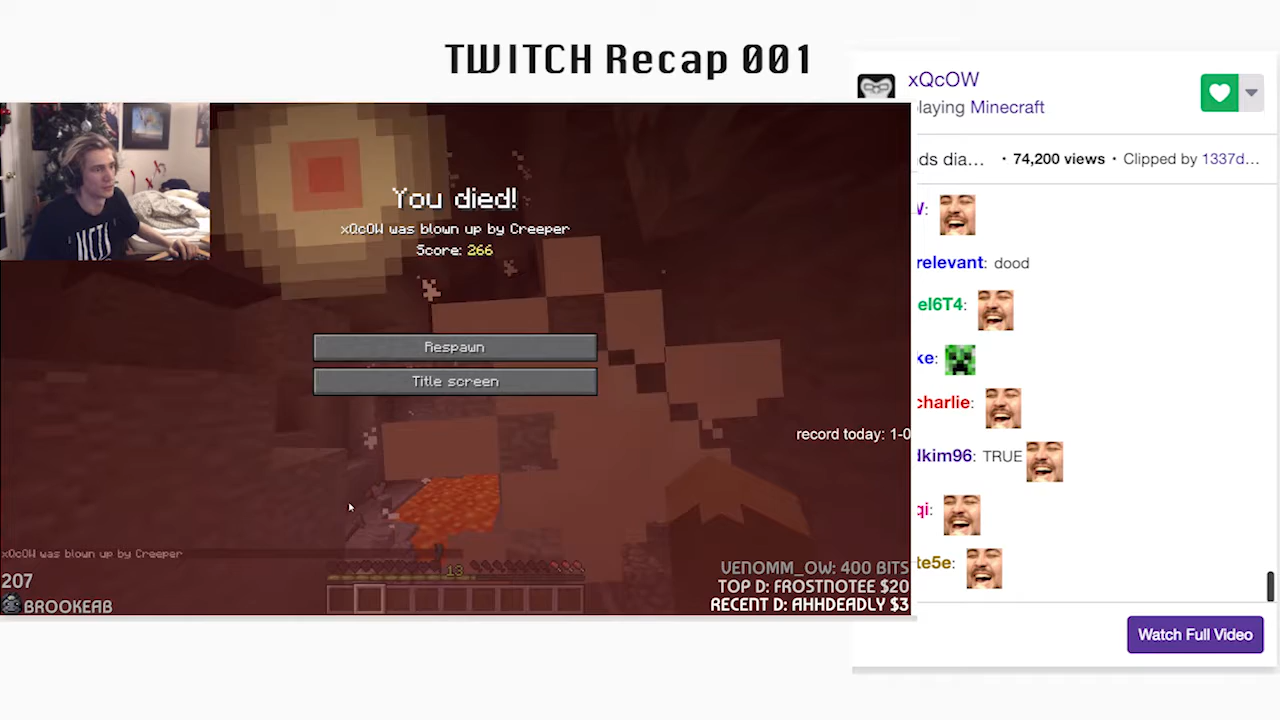 TWITCH Recap 001
xQcOW
laying Minecraft
ds dia... · 74,200 views · Clipped by 1337d...
You died!
xQcOW was blown up by Creeper
Score: 266
Respawn
Title screen
record today: 1-0
xQcOW was blown up by Creeper
13
207
BROOKEAB
VENOMM_OW: 400 BITS
TOP D: FROSTNOTEE $20
RECENT D: AHHDEADLY $3
relevant: dood
el6T4:
ke:
charlie:
dkim96: TRUE
qi:
te5e:
Watch Full Video